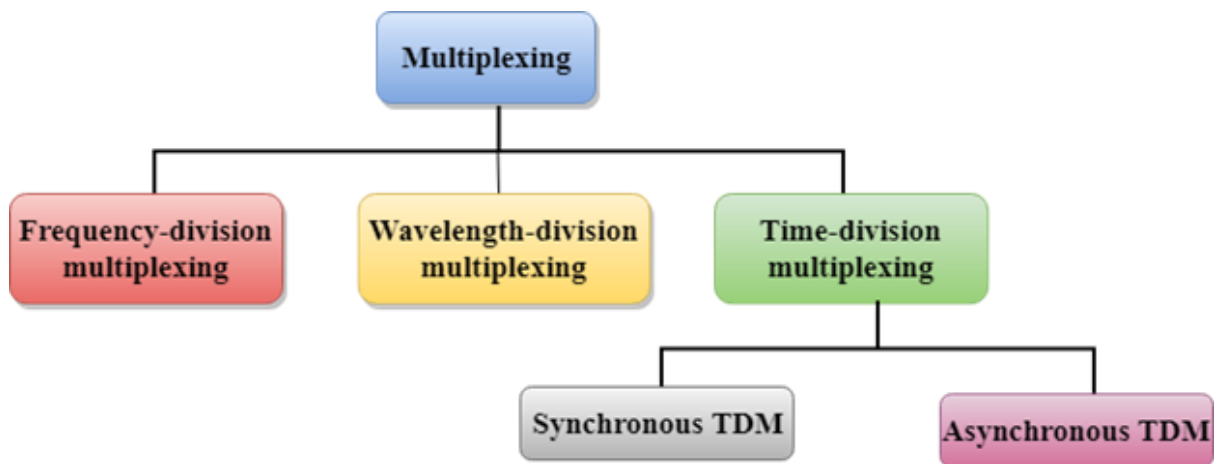 Multiplexing
Frequency-division
multiplexing
Wavelength-division
multiplexing
Time-division
multiplexing
Synchronous TDM
Asynchronous TDM